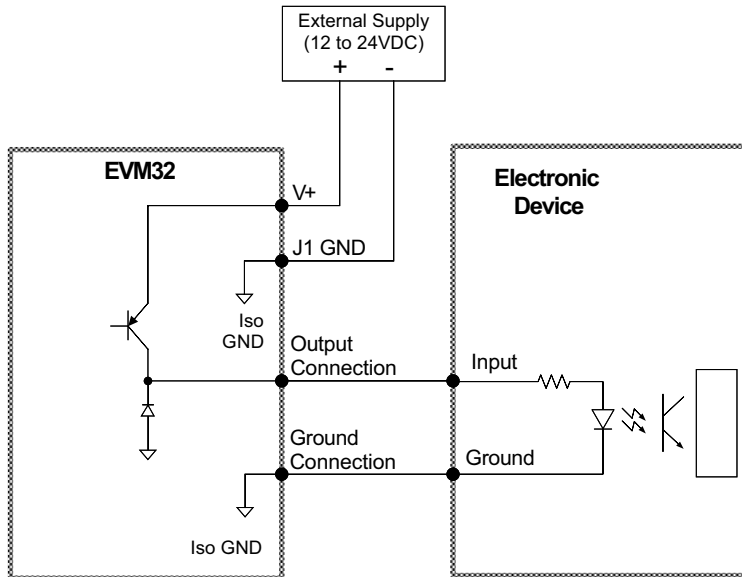 External Supply
(12 to 24VDC)
+ -
EVM32
Electronic
Device
V+
J1 GND
Iso
GND
Output
Connection
Input
Ground
Connection
Ground
Iso GND